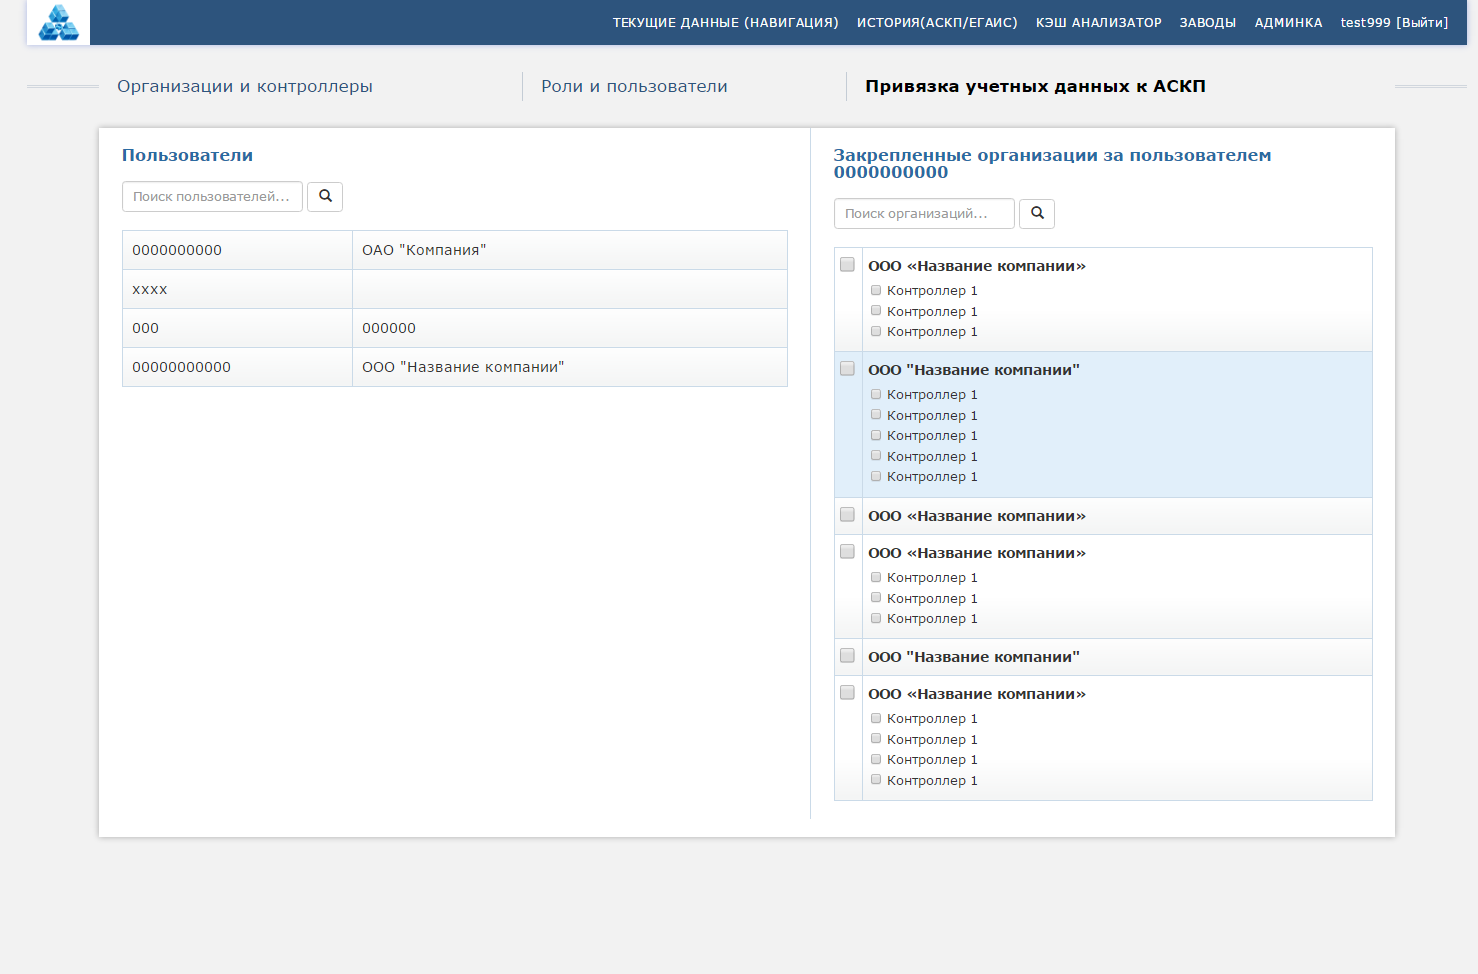 ТЕКУЩИЕ ДАННЫЕ (НАВИГАЦИЯ) ИСТОРИЯ(АСКП/ЕГАИС) КЭШ АНАЛИЗАТОР ЗАВОДЫ АДМИНКА test999 [Выйти]
Организации и контроллеры Роли и пользователи Привязка учетных данных к АСКП
Пользователи
Поиск пользователей...
0000000000 ОАО "Компания"
xxxx
000 000000
00000000000 ООО "Название компании"
Закрепленные организации за пользователем
0000000000
Поиск организаций...
ООО «Название компании»
Контроллер 1
Контроллер 1
Контроллер 1
ООО "Название компании"
Контроллер 1
Контроллер 1
Контроллер 1
Контроллер 1
Контроллер 1
ООО «Название компании»
ООО «Название компании»
Контроллер 1
Контроллер 1
Контроллер 1
ООО "Название компании"
ООО «Название компании»
Контроллер 1
Контроллер 1
Контроллер 1
Контроллер 1